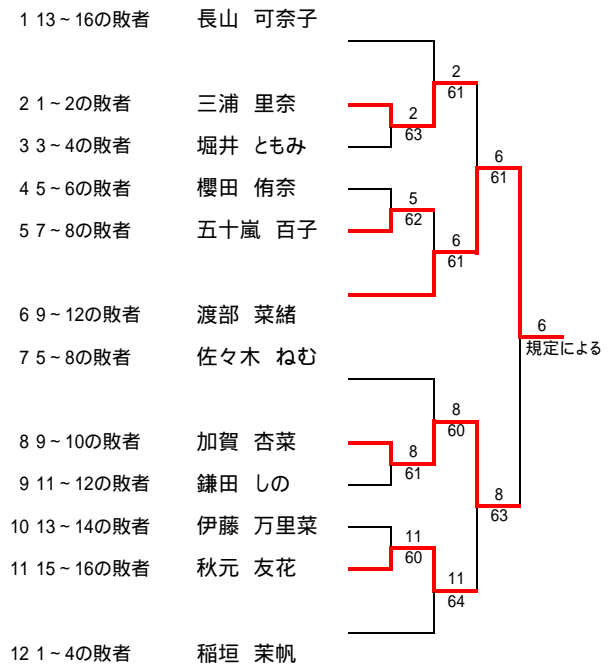 1 13~16の敗者 長山 可奈子
2
61
2 1~2の敗者 三浦 里奈
2
63
3 3~4の敗者 堀井 ともみ
6
61
4 5~6の敗者 櫻田 侑奈
5
62
5 7~8の敗者 五十嵐 百子
6
61
6 9~12の敗者 渡部 菜緒
6
規定による
7 5~8の敗者 佐々木 ねむ
8
60
8 9~10の敗者 加賀 杏菜
8
61
9 11~12の敗者 鎌田 しの
8
63
10 13~14の敗者 伊藤 万里菜
11
60
11 15~16の敗者 秋元 友花
11
64
12 1~4の敗者 稲垣 茉帆